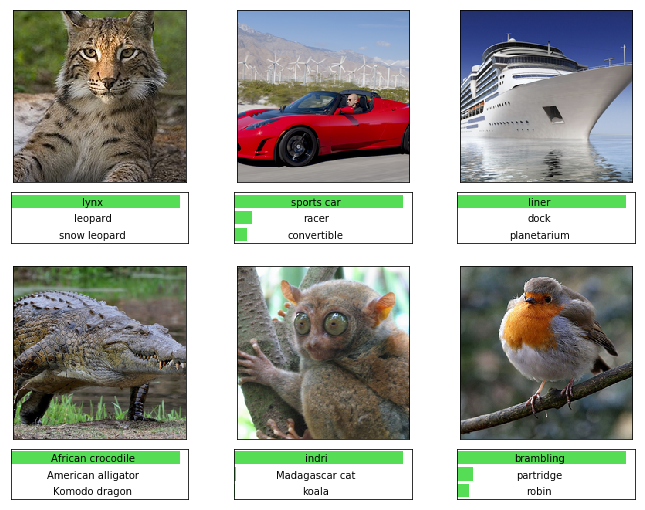 lynx
leopard
snow leopard
sports car
racer
convertible
liner
dock
planetarium
African crocodile
American alligator
Komodo dragon
indri
Madagascar cat
koala
brambling
partridge
robin